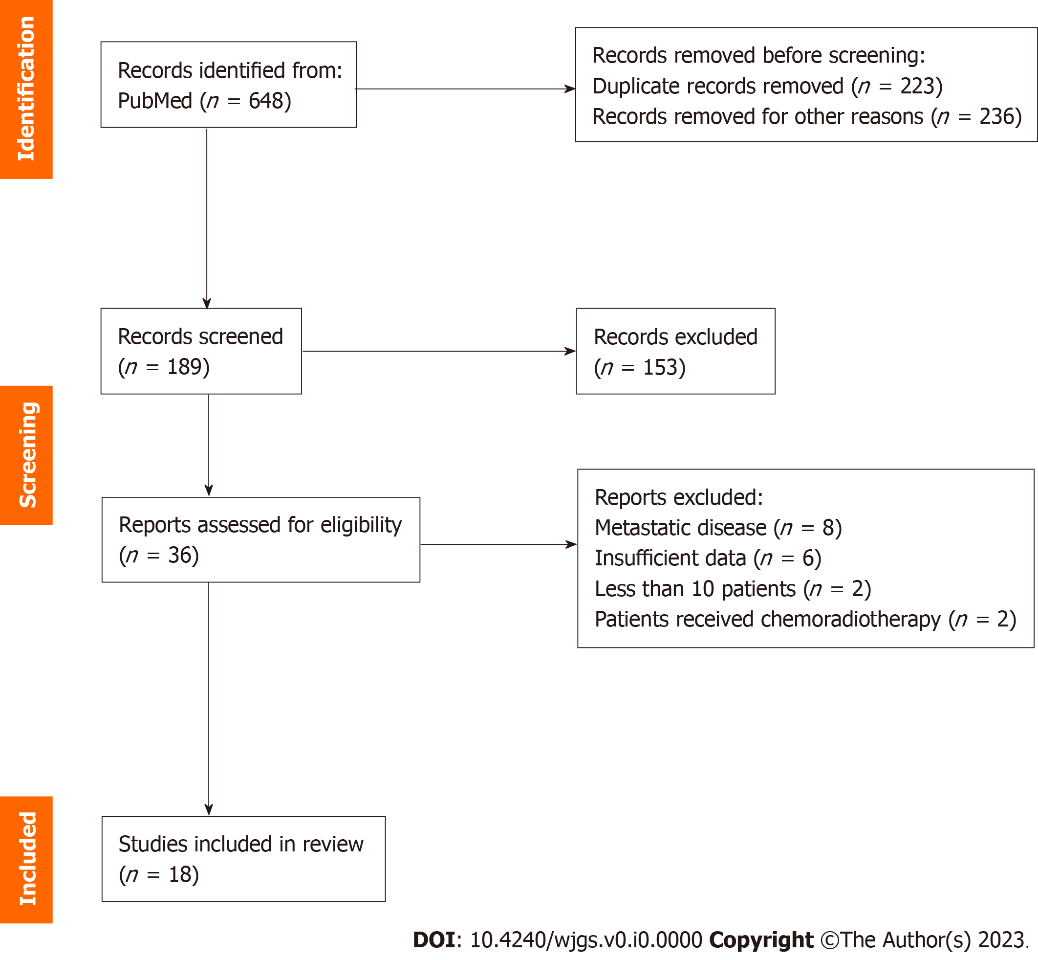 Identification
Records identified from:
PubMed (n = 648)
Records removed before screening:
Duplicate records removed (n = 223)
Records removed for other reasons (n = 236)
Screening
Records screened
(n = 189)
Records excluded
(n = 153)
Reports assessed for eligibility
(n = 36)
Reports excluded:
Metastatic disease (n = 8)
Insufficient data (n = 6)
Less than 10 patients (n = 2)
Patients received chemoradiotherapy (n = 2)
Included
Studies included in review
(n = 18)
DOI: 10.4240/wjgs.v0.i0.0000 Copyright ©The Author(s) 2023.